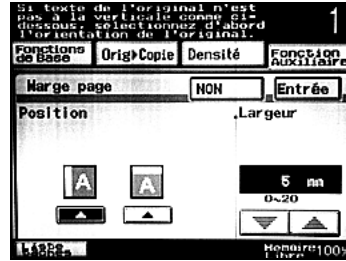 Si texte de l'original n'est
pas à la verticale comme ci-
dessous, sélectionnez d'abord
l'orientation de l'original.
1
Fonctions de Base
Orig▸Copie
Densité
Fonction Auxiliaire
Marge page
NON
Entrée
Position
Largeur
A
A
5 mm
0~20
Mémoire Libre 100%